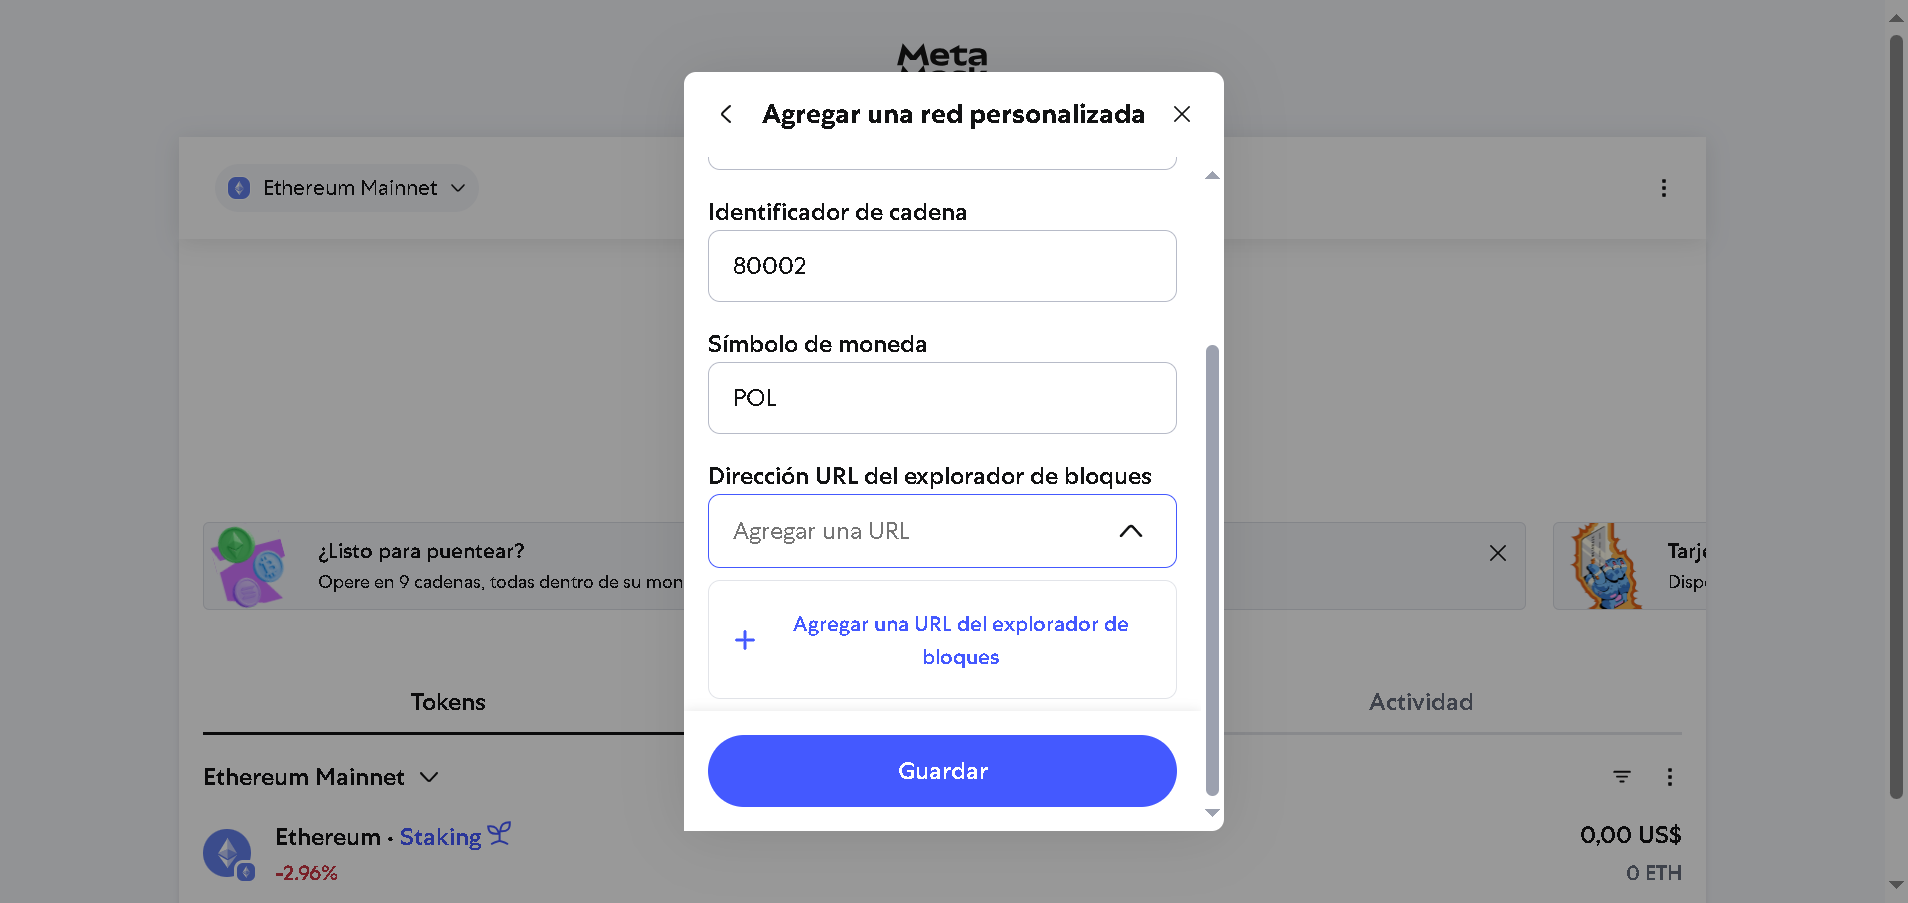 Meta
Agregar una red personalizada
Ethereum Mainnet
Identificador de cadena
80002
Símbolo de moneda
POL
Dirección URL del explorador de bloques
Agregar una URL
¿Listo para puentear?
Opere en 9 cadenas, todas dentro de su mon
Tarje
Dispo
Agregar una URL del explorador de
bloques
Tokens
Actividad
Guardar
Ethereum Mainnet
Ethereum • Staking
-2.96%
0,00 US$
0 ETH